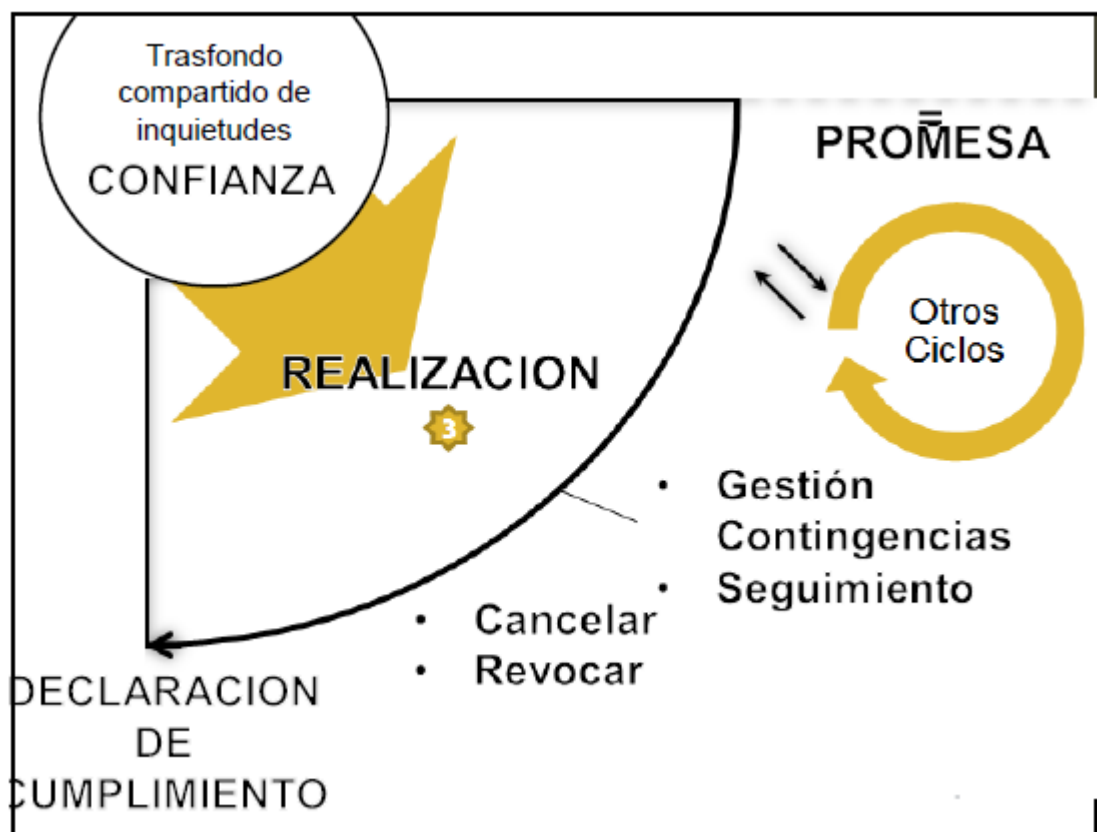 Trasfondo
compartido de
inquietudes
CONFIANZA
=
PROMESA
Otros
Ciclos
REALIZACION
3
• Gestión
Contingencias
• Seguimiento
• Cancelar
• Revocar
DECLARACION
DE
CUMPLIMIENTO